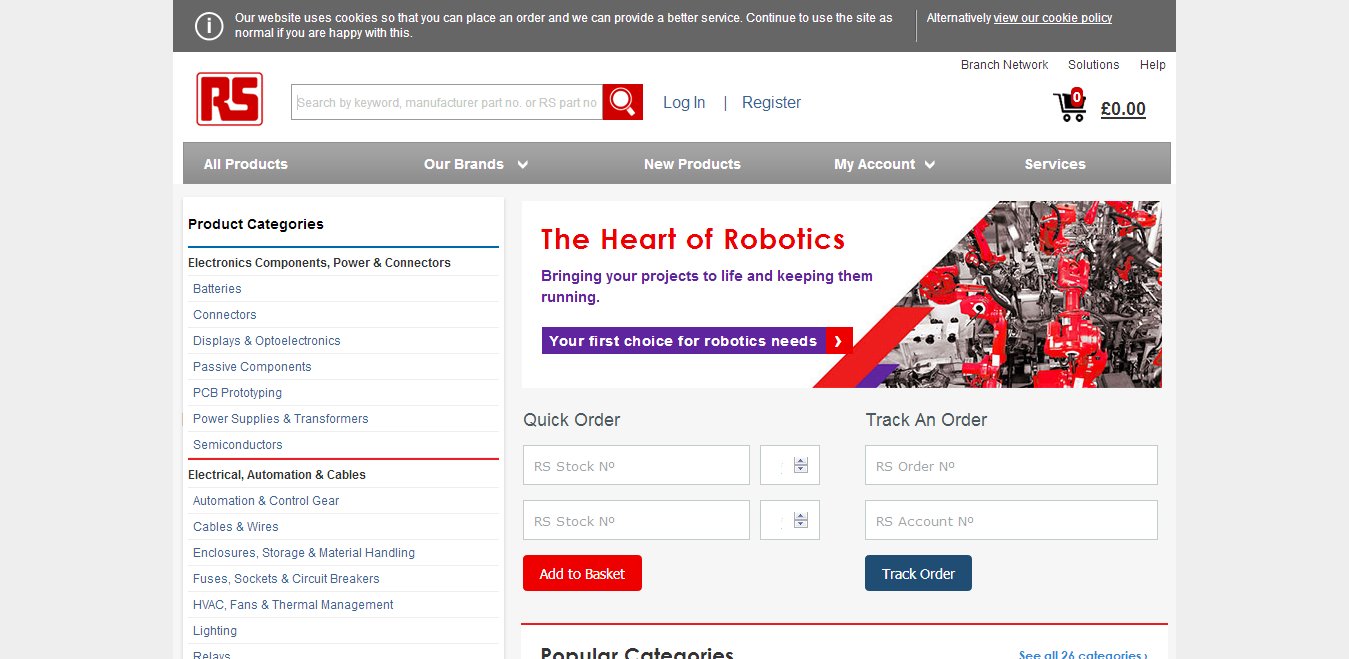 Our website uses cookies so that you can place an order and we can provide a better service. Continue to use the site as
normal if you are happy with this.
Alternatively view our cookie policy
Branch Network
Solutions
Help
RS
Search by keyword, manufacturer part no. or RS part no
Log In
|
Register
0
£0.00
All Products
Our Brands
New Products
My Account
Services
Product Categories
Electronics Components, Power & Connectors
Batteries
Connectors
Displays & Optoelectronics
Passive Components
PCB Prototyping
Power Supplies & Transformers
Semiconductors
Electrical, Automation & Cables
Automation & Control Gear
Cables & Wires
Enclosures, Storage & Material Handling
Fuses, Sockets & Circuit Breakers
HVAC, Fans & Thermal Management
Lighting
Relays
The Heart of Robotics
Bringing your projects to life and keeping them
running.
Your first choice for robotics needs ❯
Quick Order
RS Stock Nº
RS Stock Nº
Add to Basket
Track An Order
RS Order Nº
RS Account Nº
Track Order
Popular Categories
See all 26 categories ›